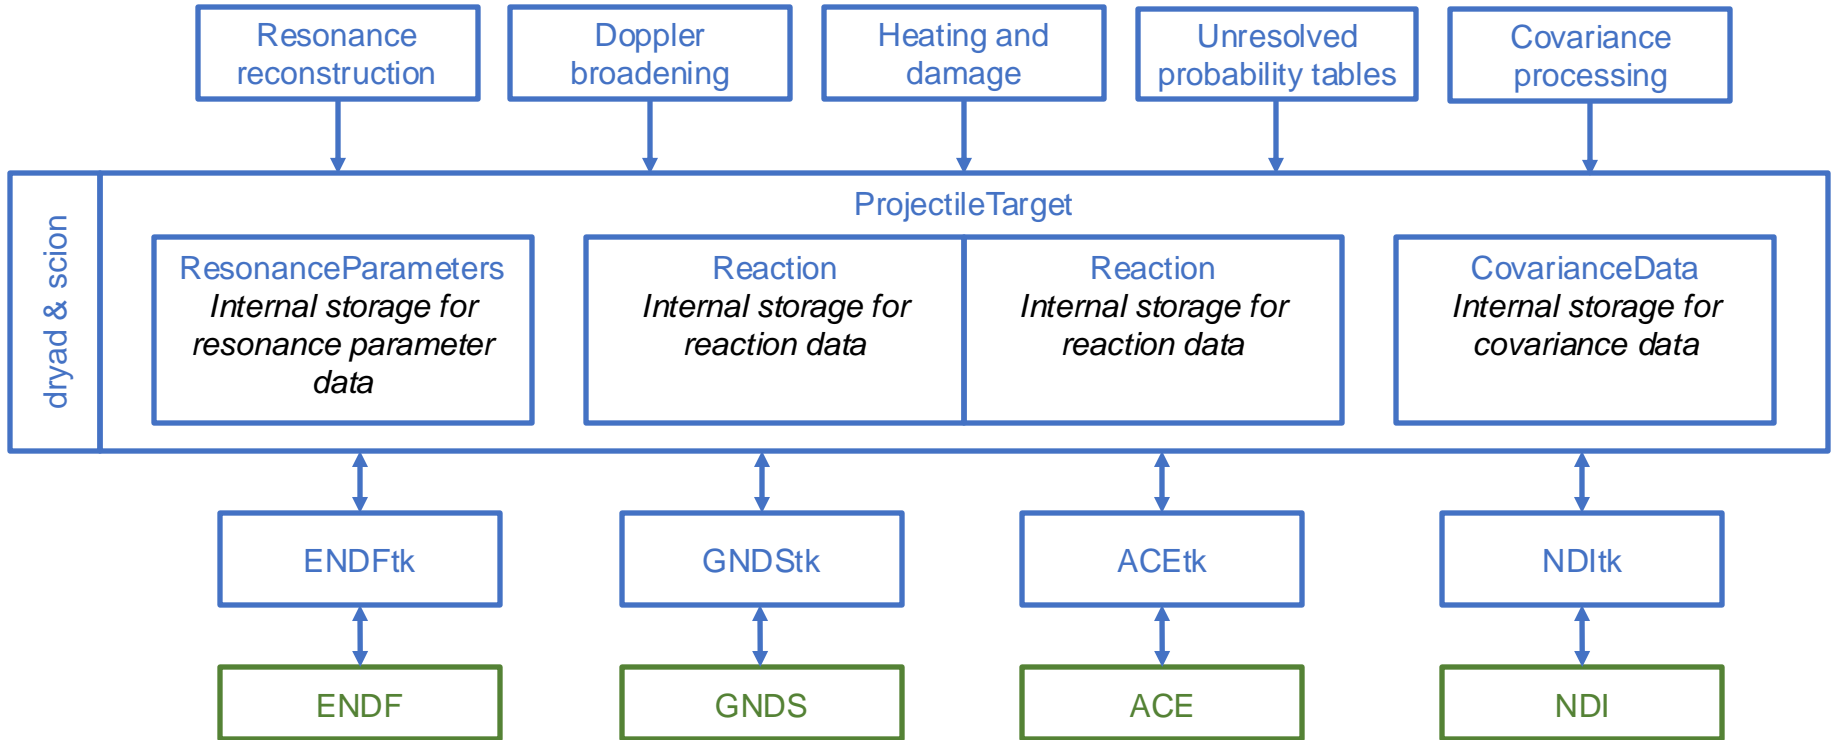 Resonance
reconstruction
Doppler
broadening
Heating and
damage
Unresolved
probability tables
Covariance
processing
dryad & scion
ProjectileTarget
ResonanceParameters
Internal storage for
resonance parameter
data
Reaction
Internal storage for
reaction data
Reaction
Internal storage for
reaction data
CovarianceData
Internal storage for
covariance data
ENDFtk
GNDStk
ACEtk
NDItk
ENDF
GNDS
ACE
NDI